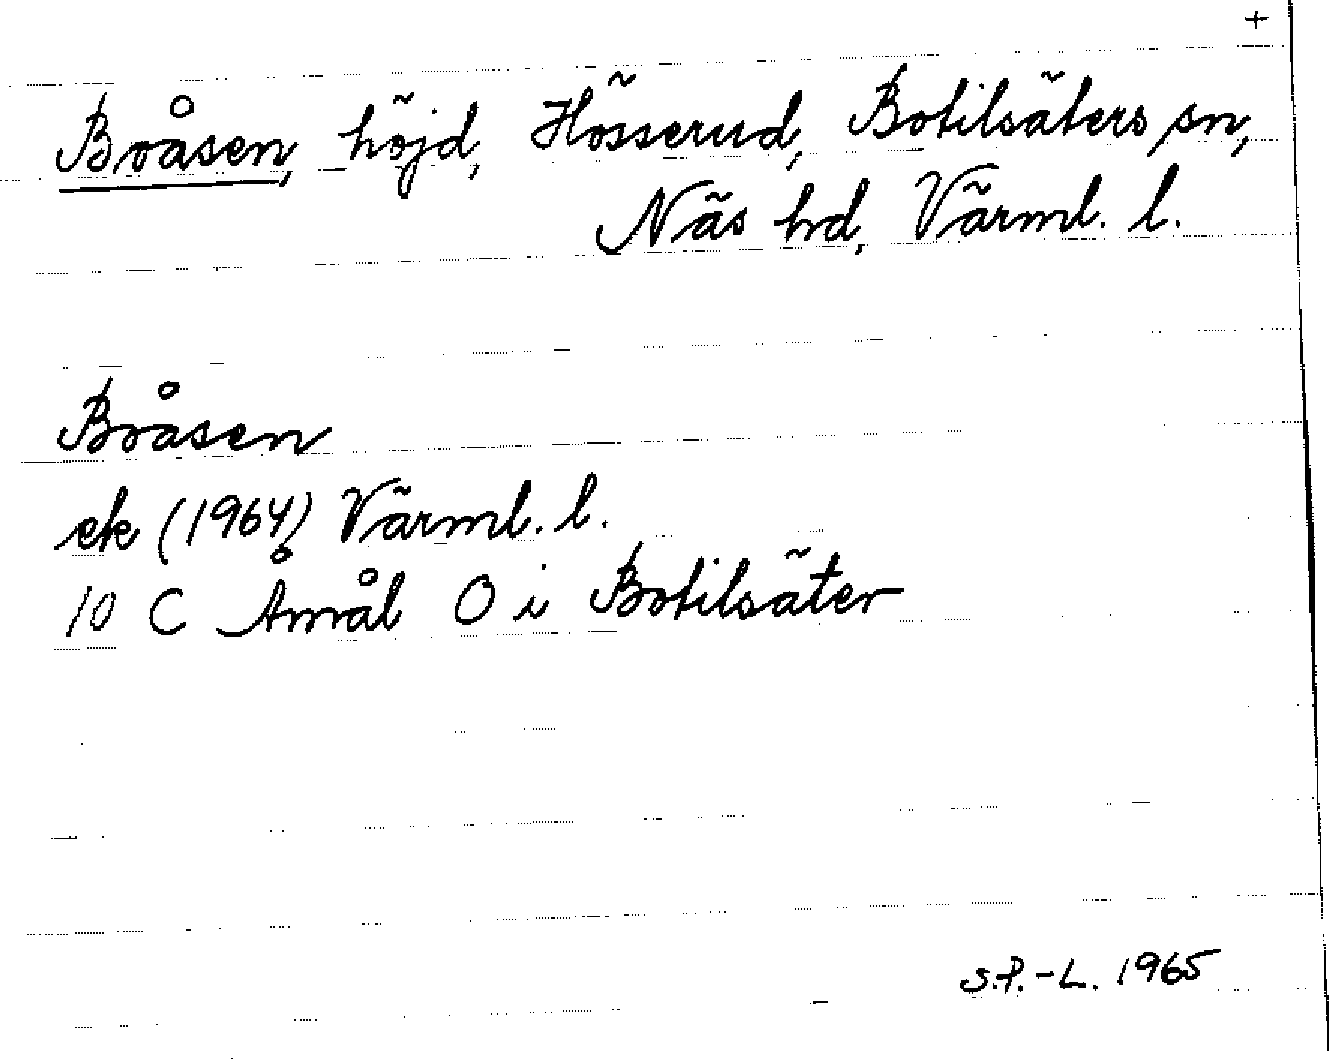 +
Broåsen, höjd, Hösserud, Botilsäters sn,
Näs hd, Värml. l.
Broåsen
ek (1964) Värml. l.
10 C Åmål O i Botilsäter
S.P.-L. 1965